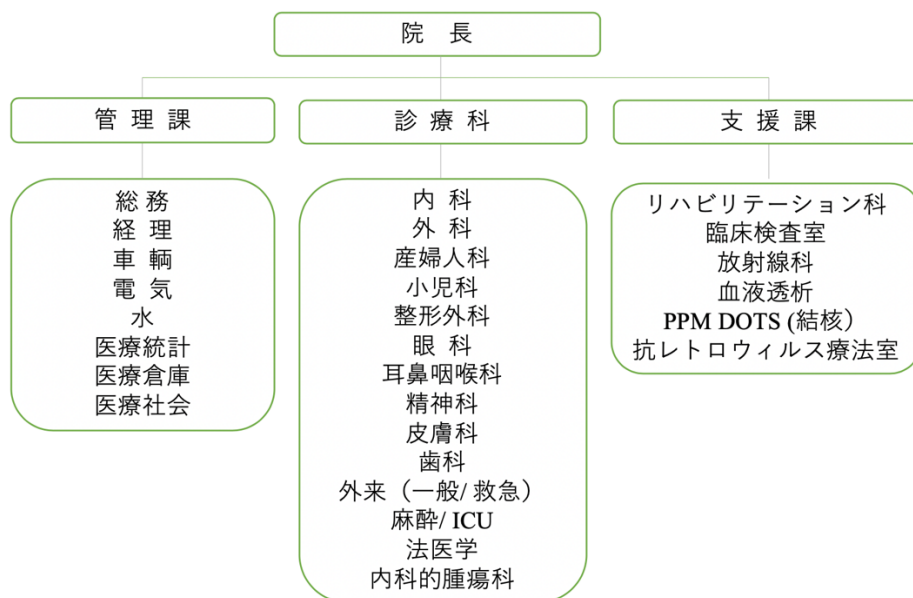 院 長
管 理 課
診 療 科
支 援 課
総 務
経 理
車 輌
電 気
水
医療統計
医療倉庫
医療社会
内 科
外 科
産婦人科
小児科
整形外科
眼 科
耳鼻咽喉科
精神科
皮膚科
歯科
外来（一般/ 救急）
麻酔/ ICU
法医学
内科的腫瘍科
リハビリテーション科
臨床検査室
放射線科
血液透析
PPM DOTS (結核）
抗レトロウィルス療法室